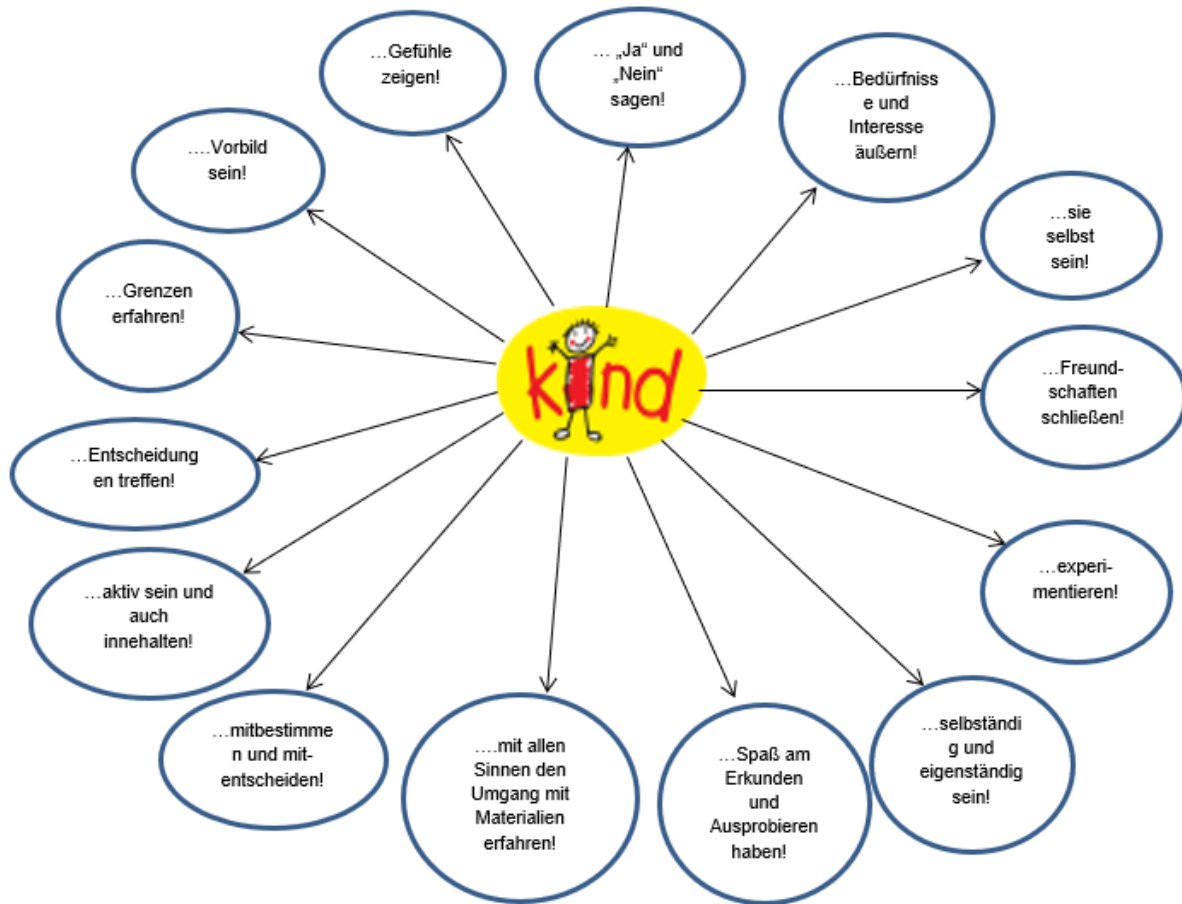 …Gefühle
zeigen!
… „Ja“ und
„Nein“
sagen!
…Bedürfniss
e und
Interesse
äußern!
….Vorbild
sein!
…sie
selbst
sein!
…Grenzen
erfahren!
kind
…Freund-
schaften
schließen!
…Entscheidung
en treffen!
…experi-
mentieren!
…aktiv sein und
auch
innehalten!
…mitbestimme
n und mit-
entscheiden!
….mit allen
Sinnen den
Umgang mit
Materialien
erfahren!
…Spaß am
Erkunden
und
Ausprobieren
haben!
…selbständi
g und
eigenständig
sein!